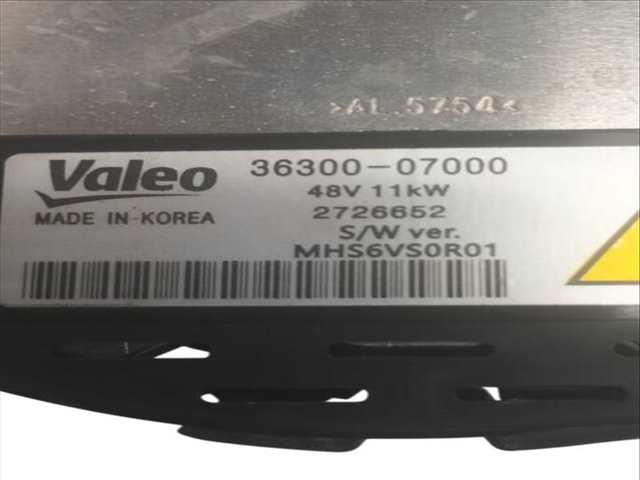 >AL.5754<
Valeo 36300-07000
48V 11kW
MADE IN KOREA 2726652
S/W ver.
MHS6VS0R01